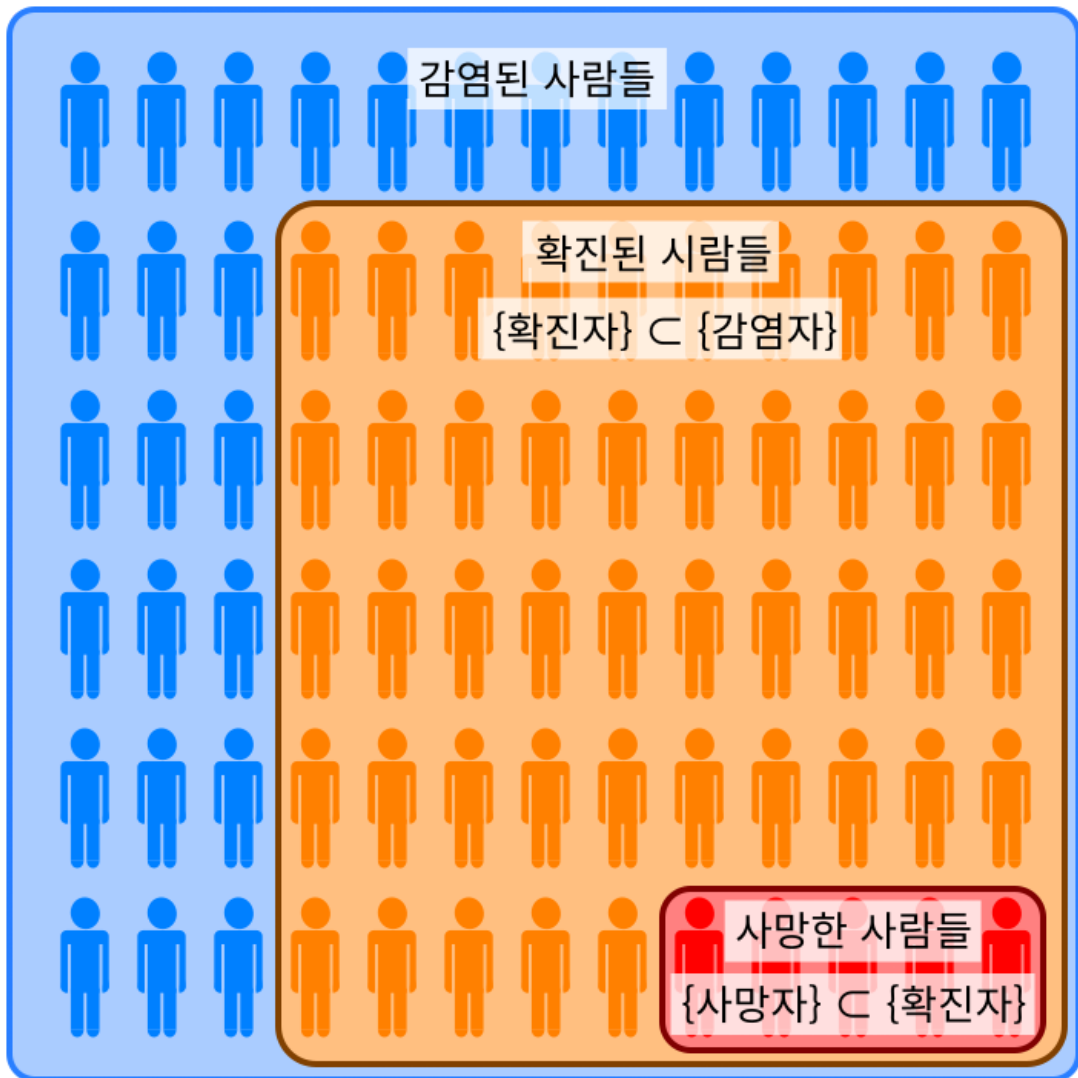 감염된 사람들
확진된 시람들
{확진자} ⊂ {감염자}
사망한 사람들
{사망자} ⊂ {확진자}